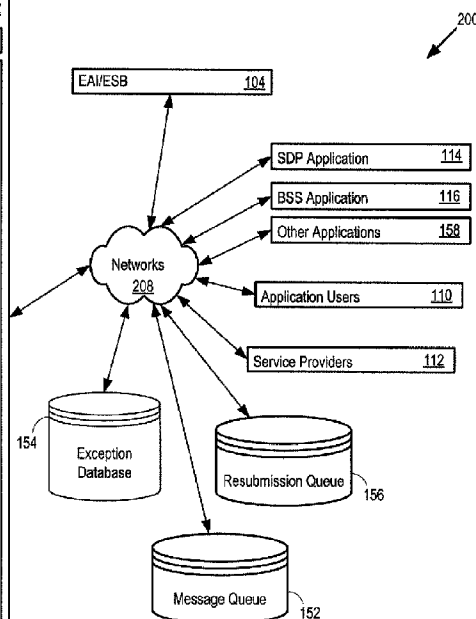 200
EAI/ESB 104
SDP Application 114
BSS Application 116
Other Applications 158
Networks
208
Application Users 110
Service Providers 112
154
Exception
Database
Resubmission Queue
156
Message Queue
152